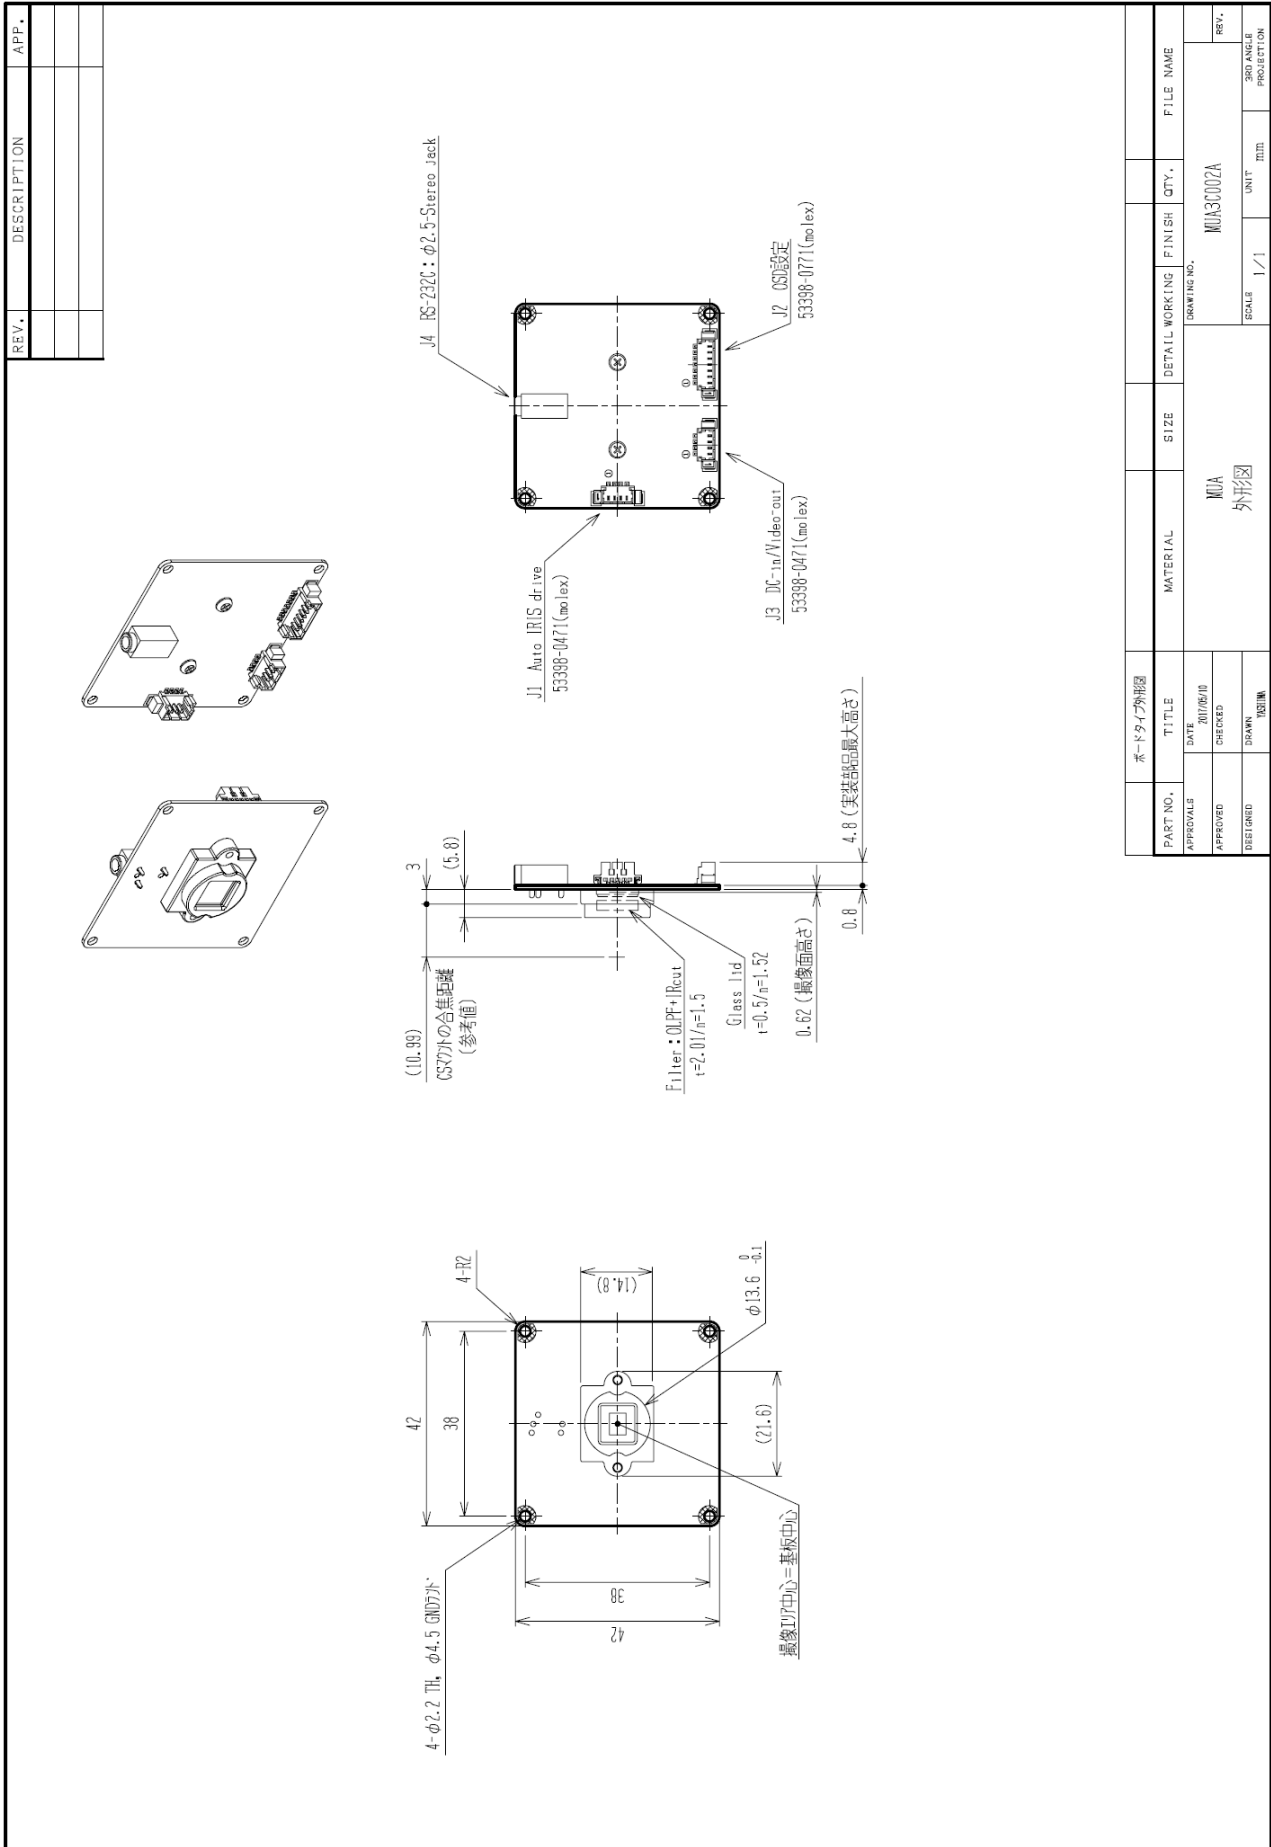 REV.
DESCRIPTION
APP.
J4 RS-232C：φ2.5-Stereo Jack
J1 Auto IRIS drive
53398-0471(molex)
J3 DC-in/Video-out
53398-0471(molex)
J2 OSD設定
53398-0771(molex)
①
①
①
(10.99)
CSマウントの合焦距離
(参考値)
3
(5.8)
Filter：OLPF+IRcut
t=2.01/n=1.5
Glass lid
t=0.5/n=1.52
0.62（撮像面高さ）
0.8
4.8（実装部品最大高さ）
4-φ2.2 TH, φ4.5 GNDランド
42
38
4-R2
38
42
(14.8)
φ13.6 0 -0.1
(21.6)
撮像エリア中心＝基板中心
ボードタイプ外形図
PART NO.
TITLE
MATERIAL
SIZE
DETAIL WORKING
FINISH
QTY.
FILE NAME
APPROVALS
DATE
2017/05/10
APPROVED
CHECKED
DESIGNED
DRAWN
YASHIMA
MUA
外形図
DRAWING NO.
MUA3C002A
REV.
SCALE
1/1
UNIT mm
3RD ANGLE
PROJECTION